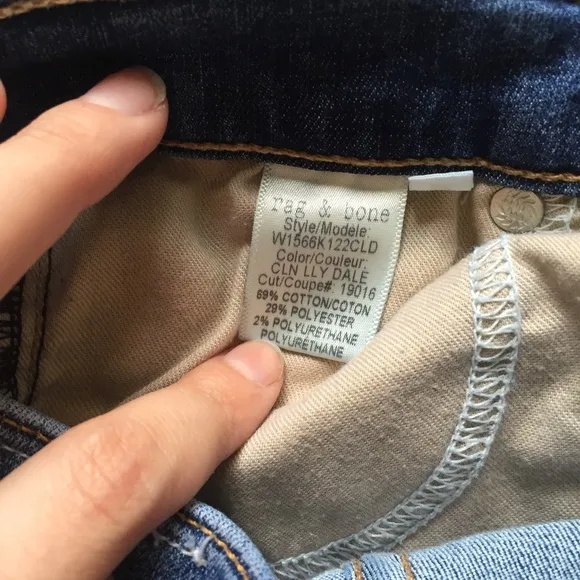 rag & bone
Style/Modèle:
W1566K122CLD
Color/Couleur:
CLN LLY DALE
Cut/Coupe# 19016
69% COTTON/COTON
29% POLYESTER
2% POLYURETHANE
POLYURÉTHANE